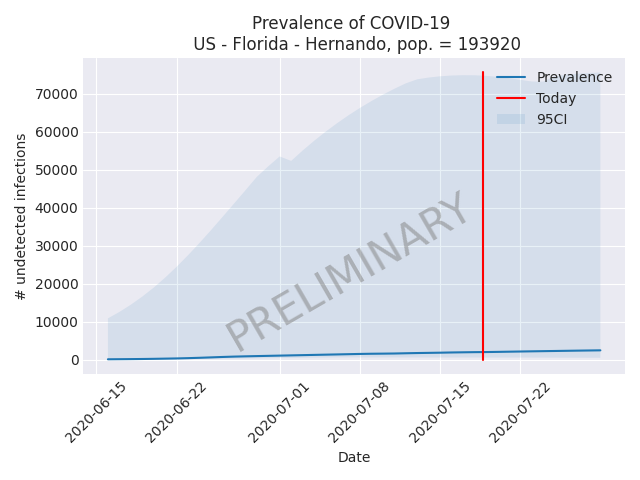 Prevalence of COVID-19
US - Florida - Hernando, pop. = 193920
Prevalence
Today
95CI
70000
60000
50000
40000
30000
20000
10000
0
# undetected infections
PRELIMINARY
2020-06-15
2020-06-22
2020-07-01
2020-07-08
2020-07-15
2020-07-22
Date